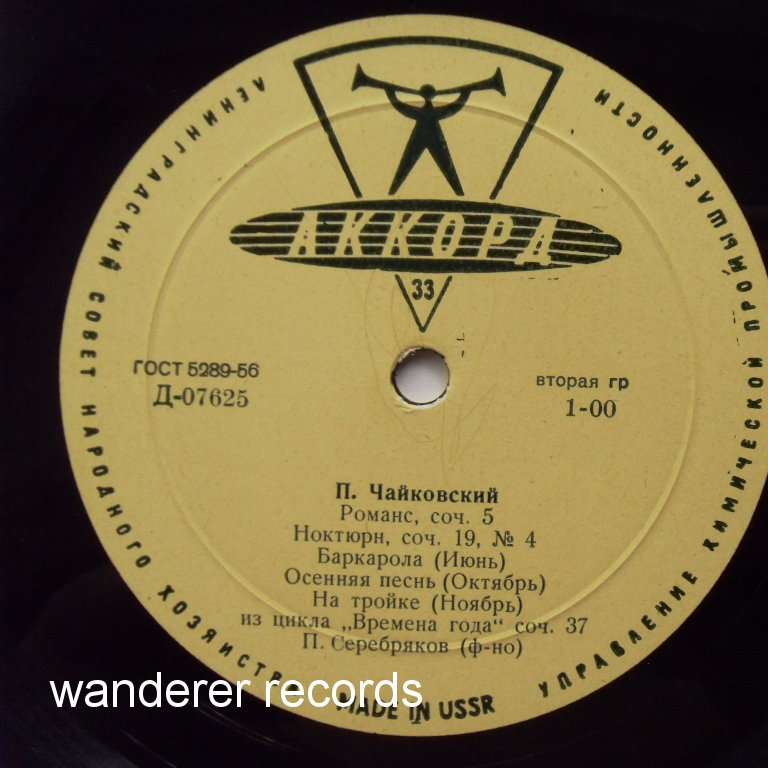 ЛЕНИНГРАДСКИЙ СОВЕТ НАРОДНОГО ХОЗЯЙСТВ
УПРАВЛЕНИЕ ХИМИЧЕСКОЙ ПРОМЫШЛЕННОСТИ
АККОРД
33
ГОСТ 5289-56
Д-07625
вторая гр
1-00
П. Чайковский
Романс, соч. 5
Ноктюрн, соч. 19, № 4
Баркарола (Июнь)
Осенняя песнь (Октябрь)
На тройке (Ноябрь)
из цикла „Времена года“ соч. 37
П. Серебряков (ф-но)
wanderer records
MADE IN USSR